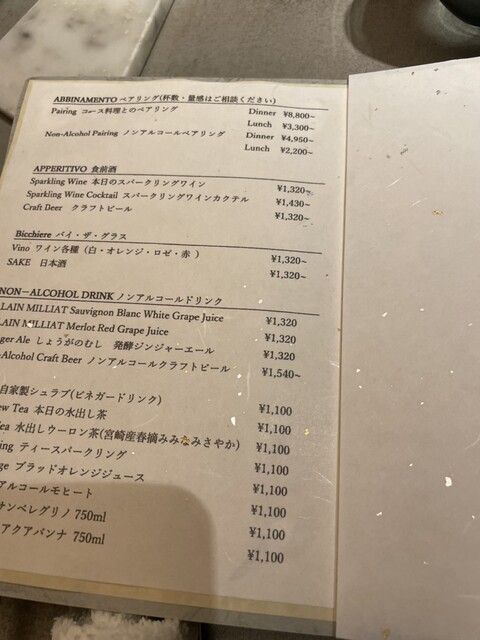 ABBINAMENTO ペアリング(杯数・量感はご相談ください)
Pairing コース料理とのペアリング Dinner ¥8,800~
Lunch ¥3,300~
Non-Alcohol Pairing ノンアルコールペアリング Dinner ¥4,950~
Lunch ¥2,200~
APPERITIVO 食前酒
Sparkling Wine 本日のスパークリングワイン ¥1,320~
Sparkling Wine Cocktail スパークリングワインカクテル ¥1,430~
Craft Beer クラフトビール ¥1,320~
Bicchiere バイ・ザ・グラス
Vino ワイン各種（白・オレンジ・ロゼ・赤 ） ¥1,320~
SAKE 日本酒 ¥1,320~
NON－ALCOHOL DRINK ノンアルコールドリンク
LAIN MILLIAT Sauvignon Blanc White Grape Juice ¥1,320
LAIN MILLIAT Merlot Red Grape Juice ¥1,320
ger Ale しょうがのむし 発酵ジンジャーエール ¥1,320
-Alcohol Craft Beer ノンアルコールクラフトビール ¥1,540~
自家製シュラブ(ビネガードリンク) ¥1,100
ew Tea 本日の水出し茶 ¥1,100
ea 水出しウーロン茶(宮崎産春摘みみなみさやか) ¥1,100
ing ティースパークリング ¥1,100
ge ブラッドオレンジジュース ¥1,100
アルコールモヒート ¥1,100
サンペレグリノ 750ml ¥1,100
アクアパンナ 750ml ¥1,100